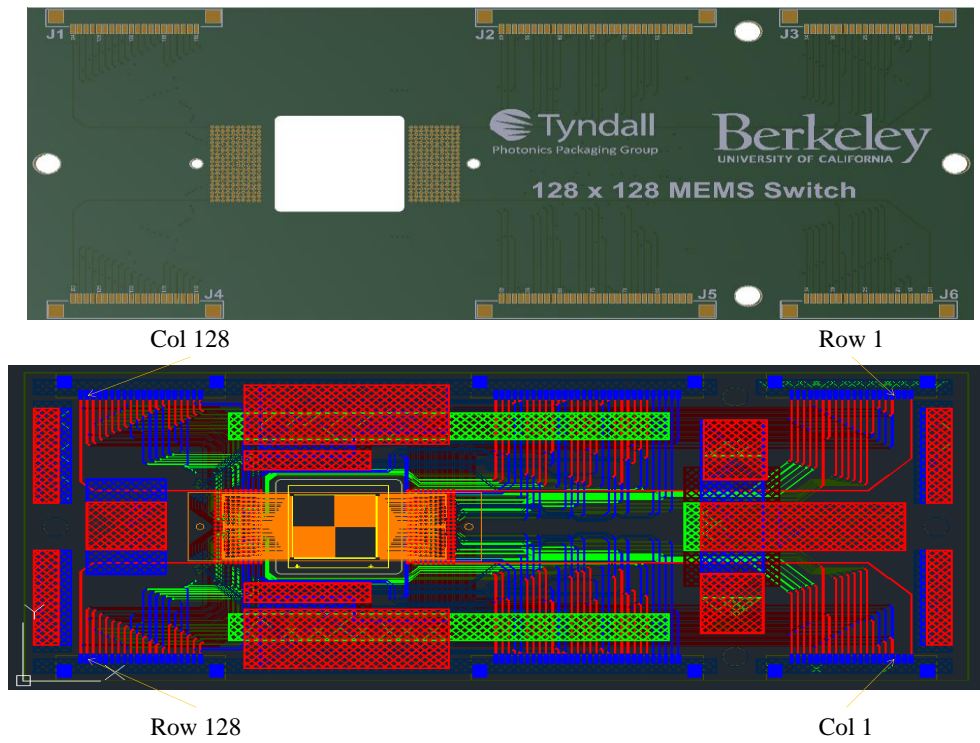 J1
J2
J3
Tyndall
Photonics Packaging Group
Berkeley
UNIVERSITY OF CALIFORNIA
128 x 128 MEMS Switch
J4
J5
J6
Col 128
Row 1
Y
X
Row 128
Col 1